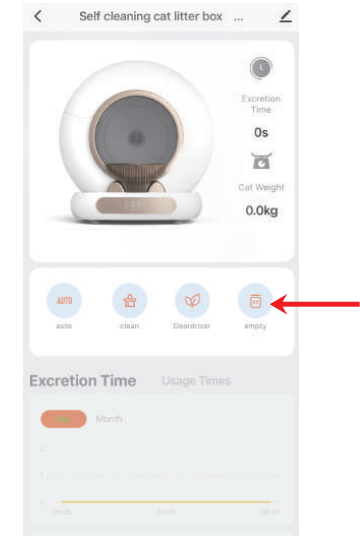 Self cleaning cat litter box ...
Excretion
Time
0s
Cat Weight
0.0kg
AUTO
auto
clean
Deordrizer
empty
Excretion Time
Usage Times
Month